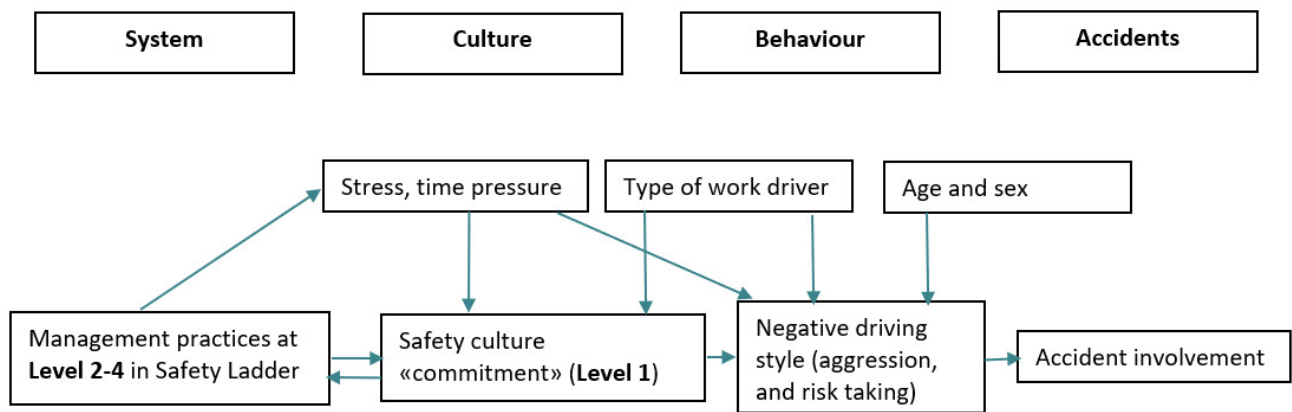 System
Culture
Behaviour
Accidents
Stress, time pressure
Type of work driver
Age and sex
Management practices at
Level 2-4 in Safety Ladder
Safety culture
«commitment» (Level 1)
Negative driving
style (aggression,
and risk taking)
Accident involvement